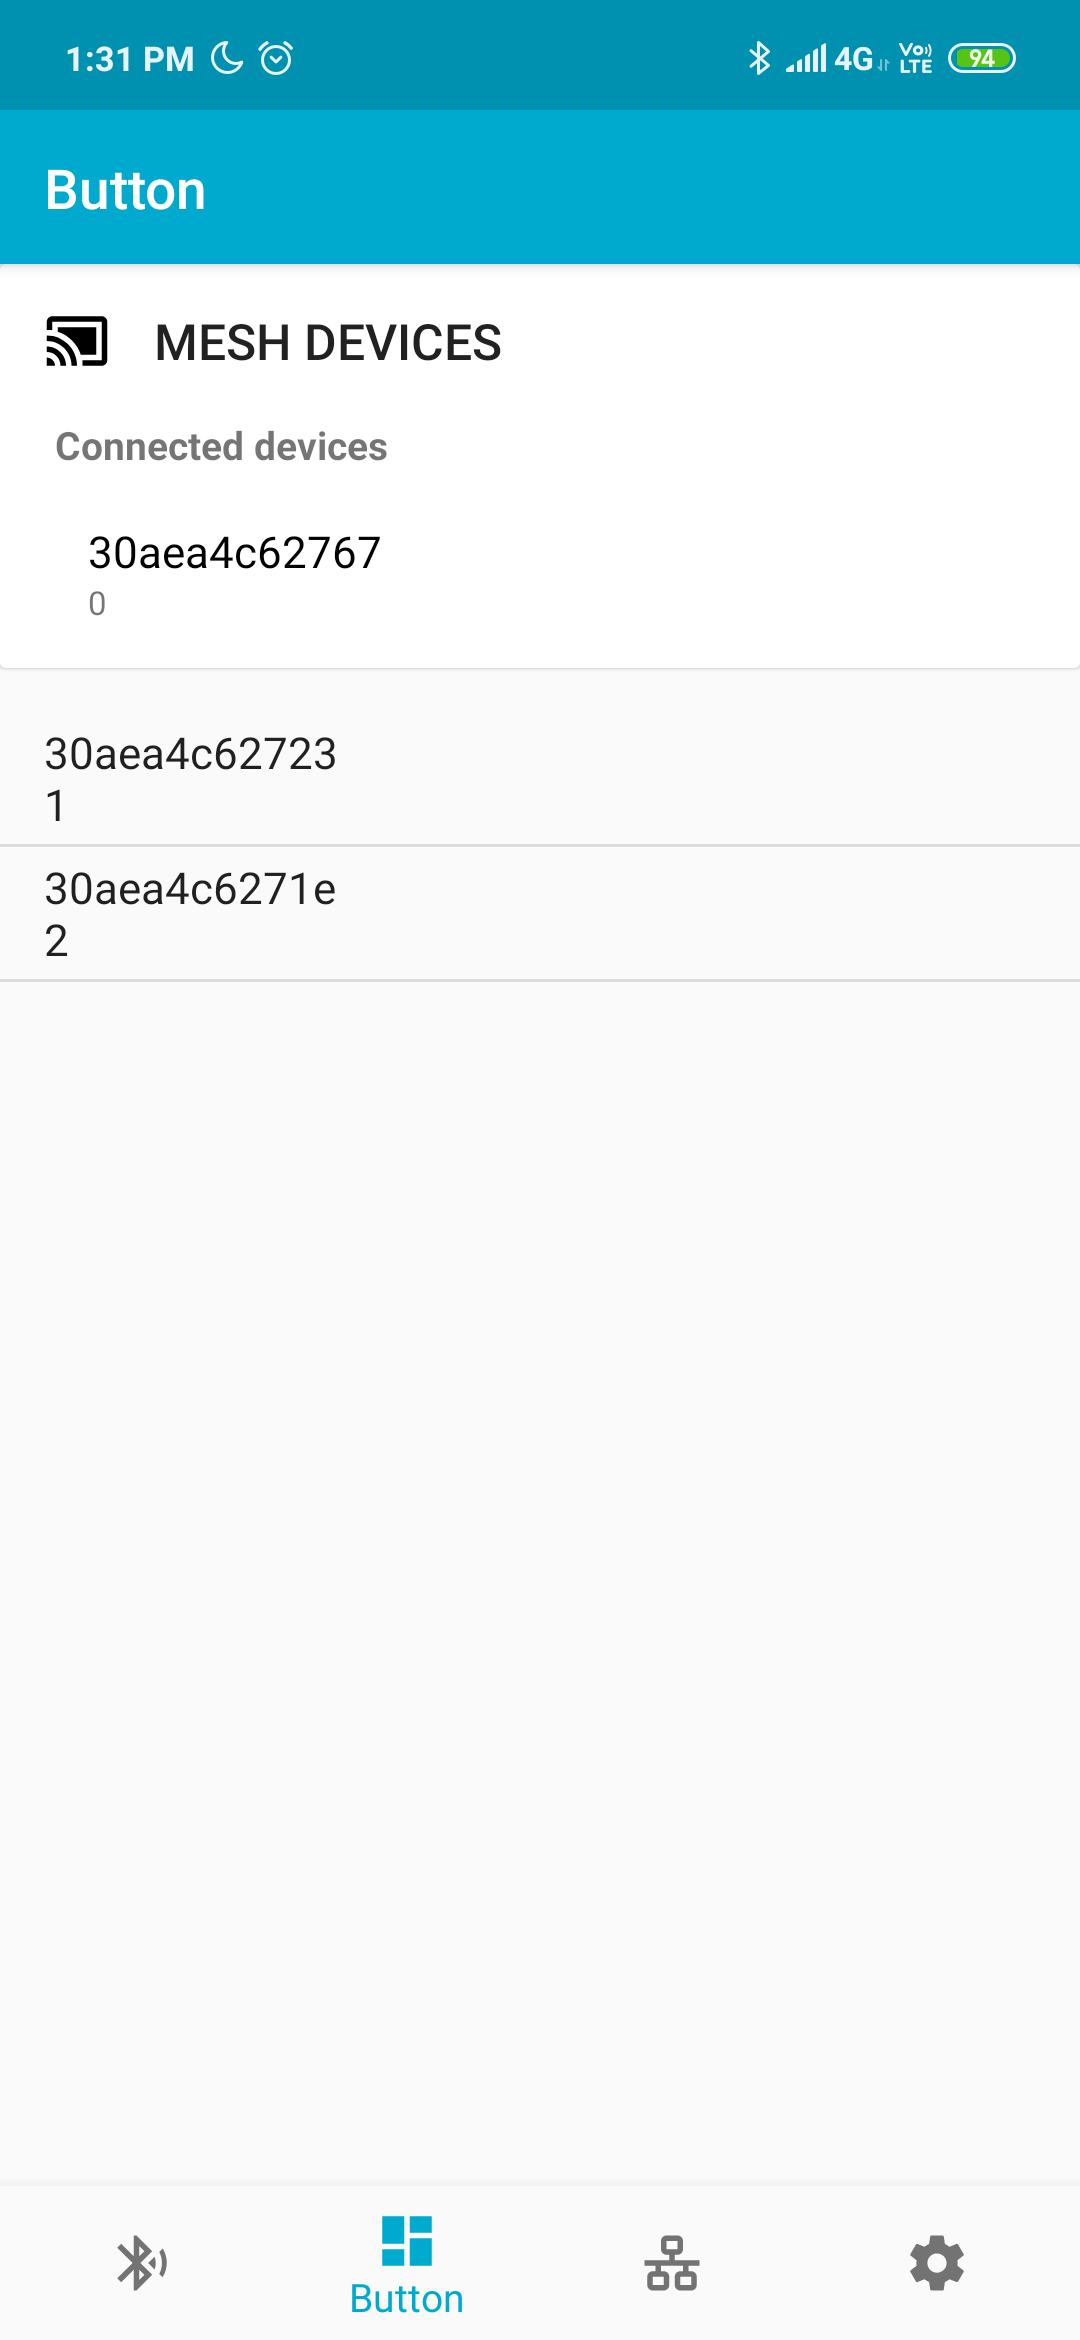 1:31 PM 4G Vo) LTE 94
Button
MESH DEVICES
Connected devices
30aea4c62767
0
30aea4c62723
1
30aea4c6271e
2
Button